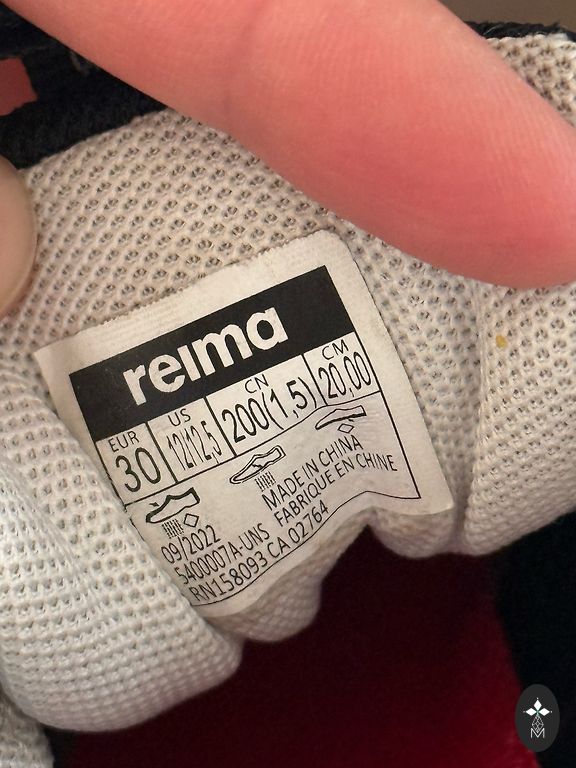 reima
EUR US CN CM
30 12/12,5 200(1,5) 20,00
MADE IN CHINA
FABRIQUE EN CHINE
09/2022
5400007A-UNS
RN158093 CA 02764
M